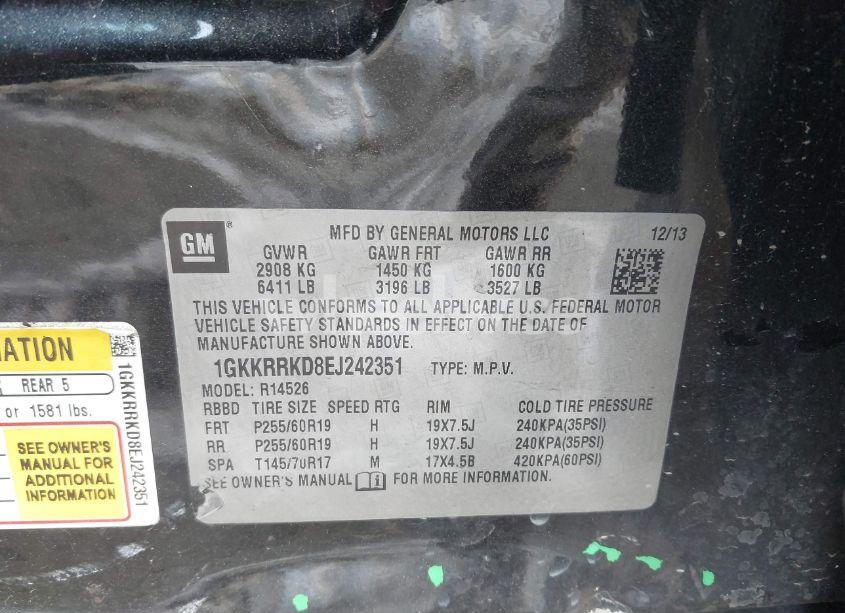 GM
®
MFD BY GENERAL MOTORS LLC 12/13
GVWR GAWR FRT GAWR RR
2908 KG 1450 KG 1600 KG
6411 LB 3196 LB 3527 LB
THIS VEHICLE CONFORMS TO ALL APPLICABLE U.S. FEDERAL MOTOR
VEHICLE SAFETY STANDARDS IN EFFECT ON THE DATE OF
MANUFACTURE SHOWN ABOVE.
1GKKRRKD8EJ242351 TYPE: M.P.V.
MODEL: R14526
RBBD TIRE SIZE SPEED RTG RIM COLD TIRE PRESSURE
FRT P255/60R19 H 19X7.5J 240KPA(35PSI)
RR P255/60R19 H 19X7.5J 240KPA(35PSI)
SPA T145/70R17 M 17X4.5B 420KPA(60PSI)
SEE OWNER'S MANUAL FOR MORE INFORMATION.
REAR 5
or 1581 lbs.
SEE OWNER'S
MANUAL FOR
ADDITIONAL
INFORMATION
1GKKRRKD8EJ242351